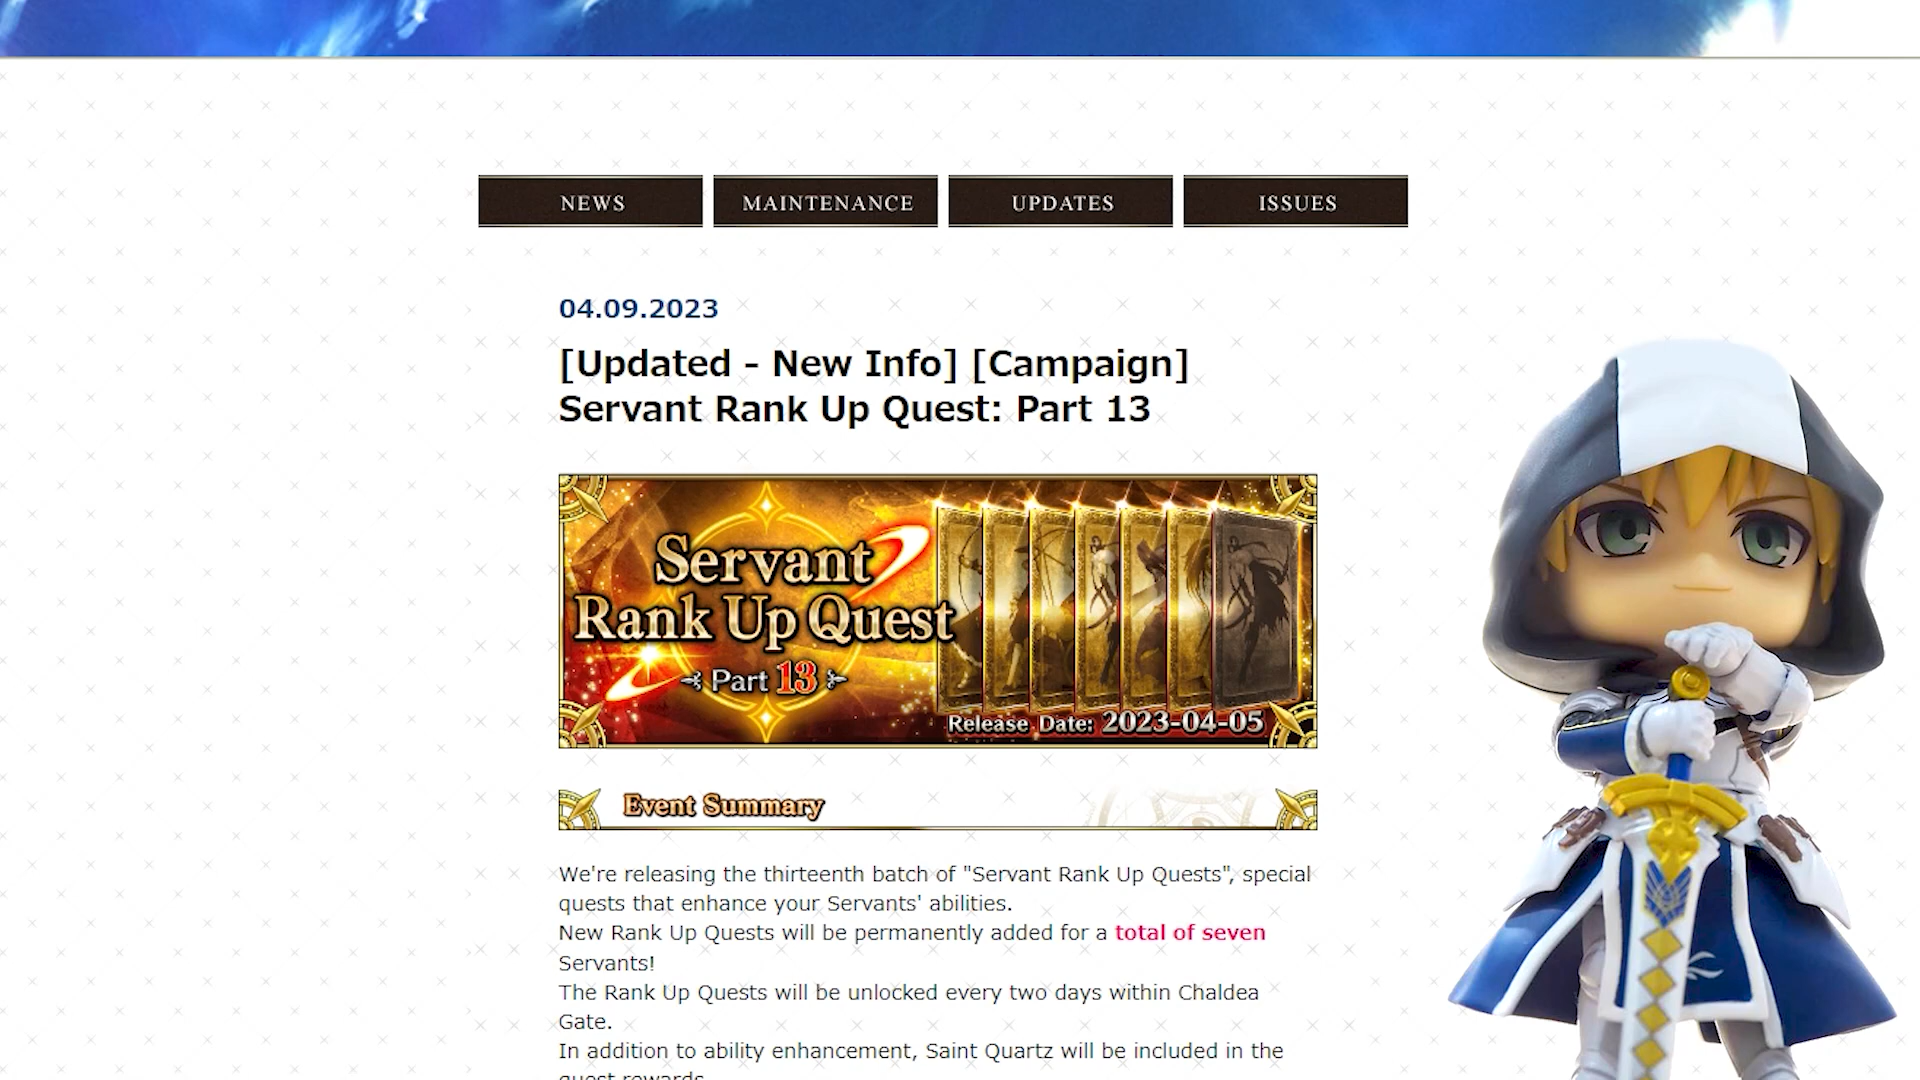 NEWS
MAINTENANCE
UPDATES
ISSUES
04.09.2023
[Updated - New Info] [Campaign]
Servant Rank Up Quest: Part 13
Servant
Rank Up Quest
Part 13
Release Date: 2023-04-05
Event Summary
We're releasing the thirteenth batch of "Servant Rank Up Quests", special
quests that enhance your Servants' abilities.
New Rank Up Quests will be permanently added for a total of seven
Servants!
The Rank Up Quests will be unlocked every two days within Chaldea
Gate.
In addition to ability enhancement, Saint Quartz will be included in the
quest rewards.